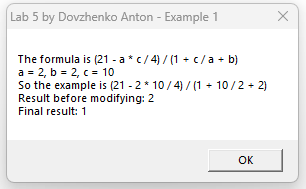 Lab 5 by Dovzhenko Anton - Example 1
The formula is (21 - a * c / 4) / (1 + c / a + b)
a = 2, b = 2, c = 10
So the example is (21 - 2 * 10 / 4) / (1 + 10 / 2 + 2)
Result before modifying: 2
Final result: 1
OK